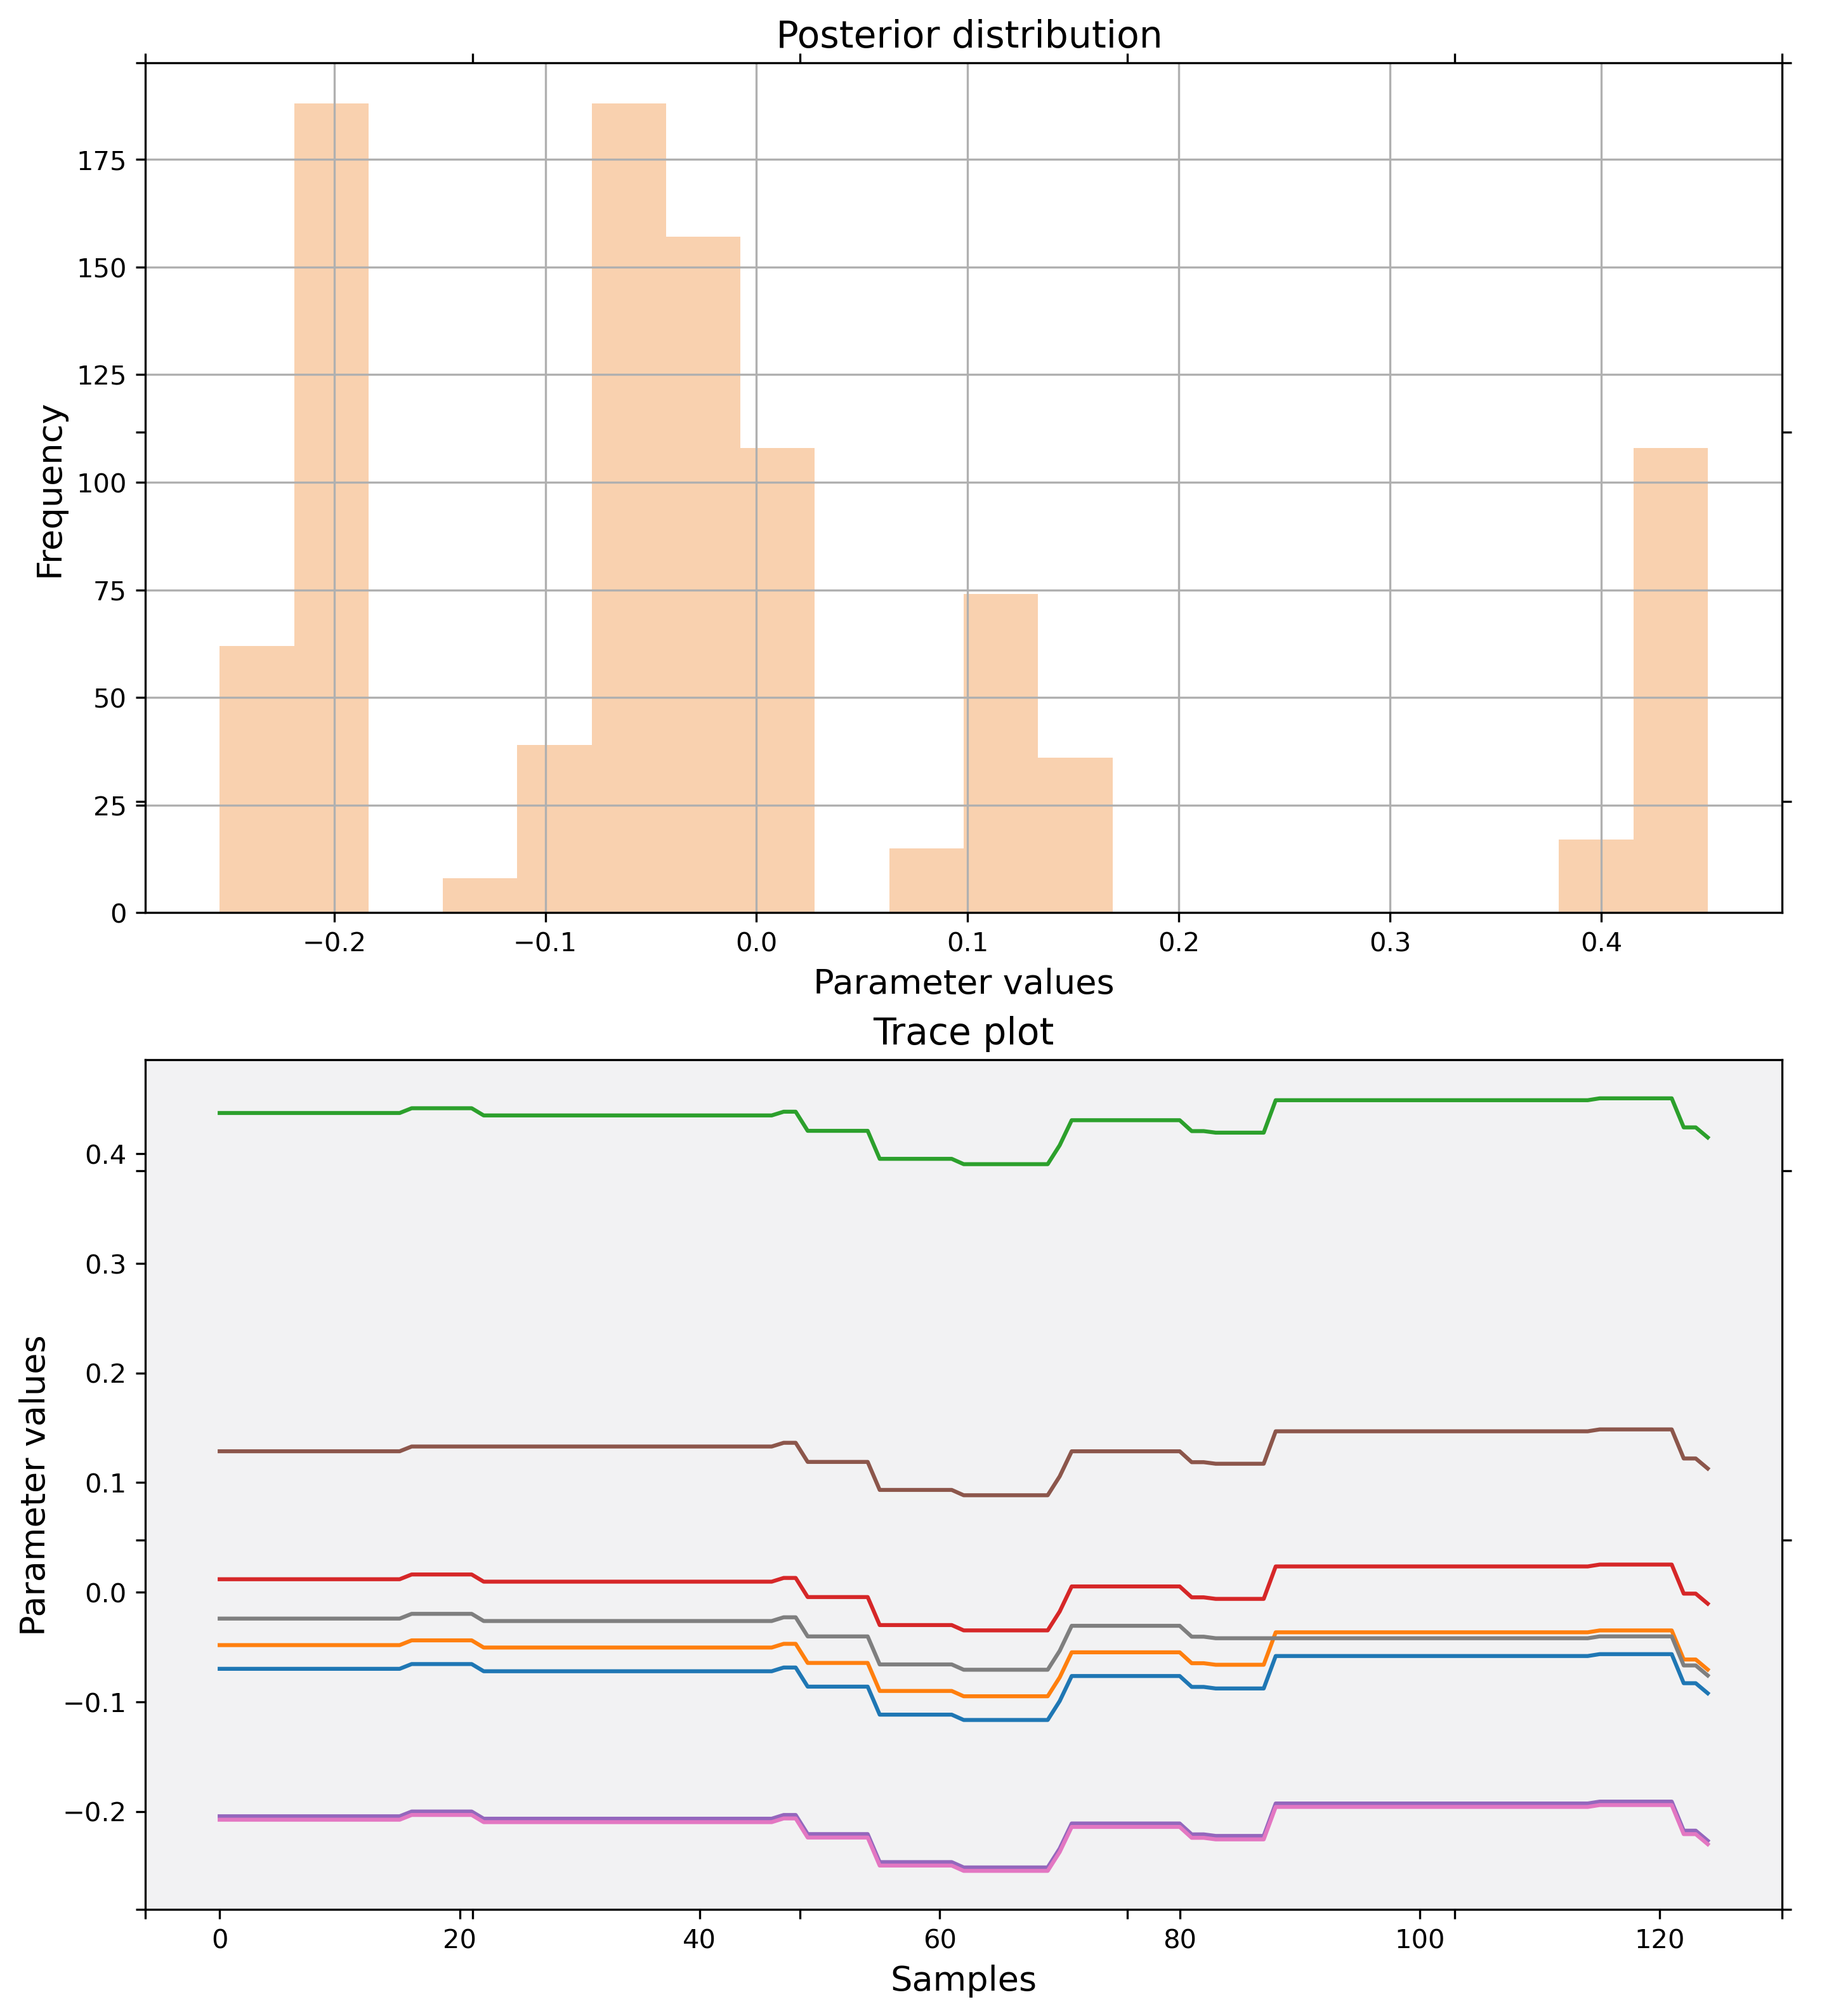 Posterior distribution
175
150
125
100
75
50
25
0
Frequency
−0.2 −0.1 0.0 0.1 0.2 0.3 0.4
Parameter values
Trace plot
0.4
0.3
0.2
0.1
0.0
−0.1
−0.2
Parameter values
0 20 40 60 80 100 120
Samples